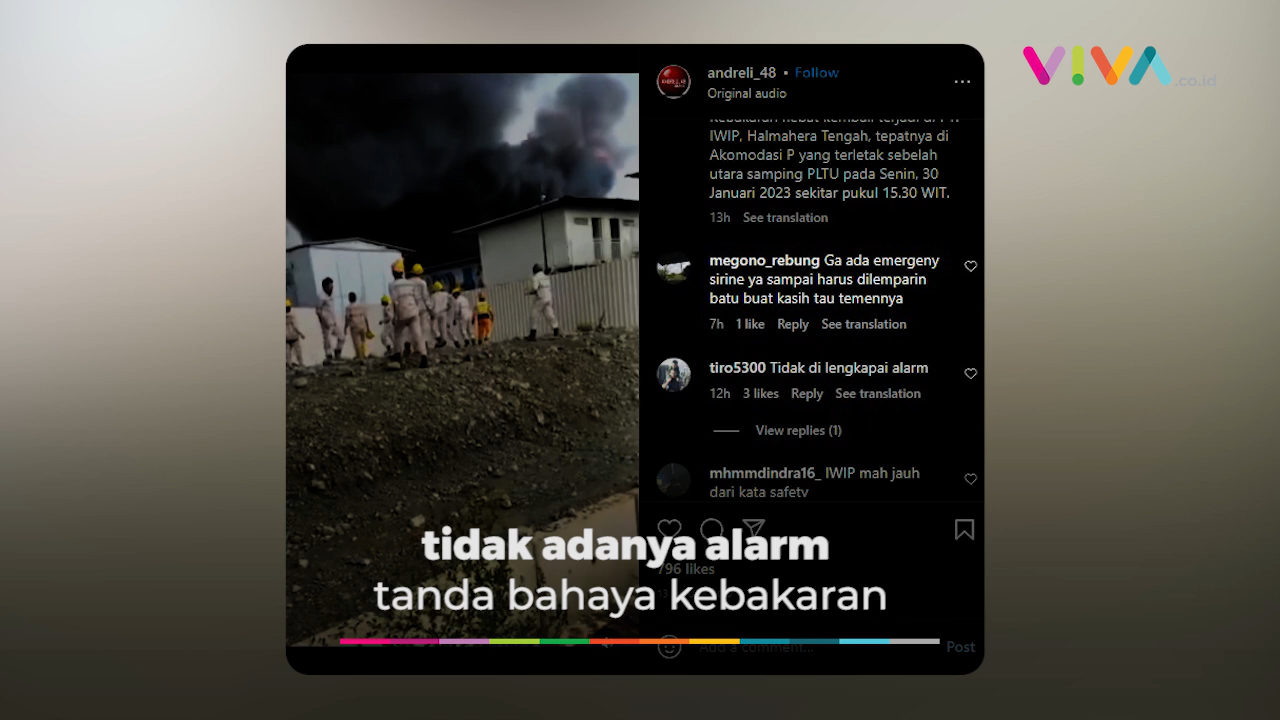 VIVA.co.id
andreli_48 • Follow
Original audio
IWIP, Halmahera Tengah, tepatnya di
Akomodasi P yang terletak sebelah
utara samping PLTU pada Senin, 30
Januari 2023 sekitar pukul 15.30 WIT.
13h See translation
megono_rebung Ga ada emergeny
sirine ya sampai harus dilemparin
batu buat kasih tau temennya
7h 1 like Reply See translation
tiro5300 Tidak di lengkapai alarm
12h 3 likes Reply See translation
View replies (1)
mhmmdindra16_ IWIP mah jauh
dari kata safety
tidak adanya alarm
796 likes
tanda bahaya kebakaran
Add a comment...
Post